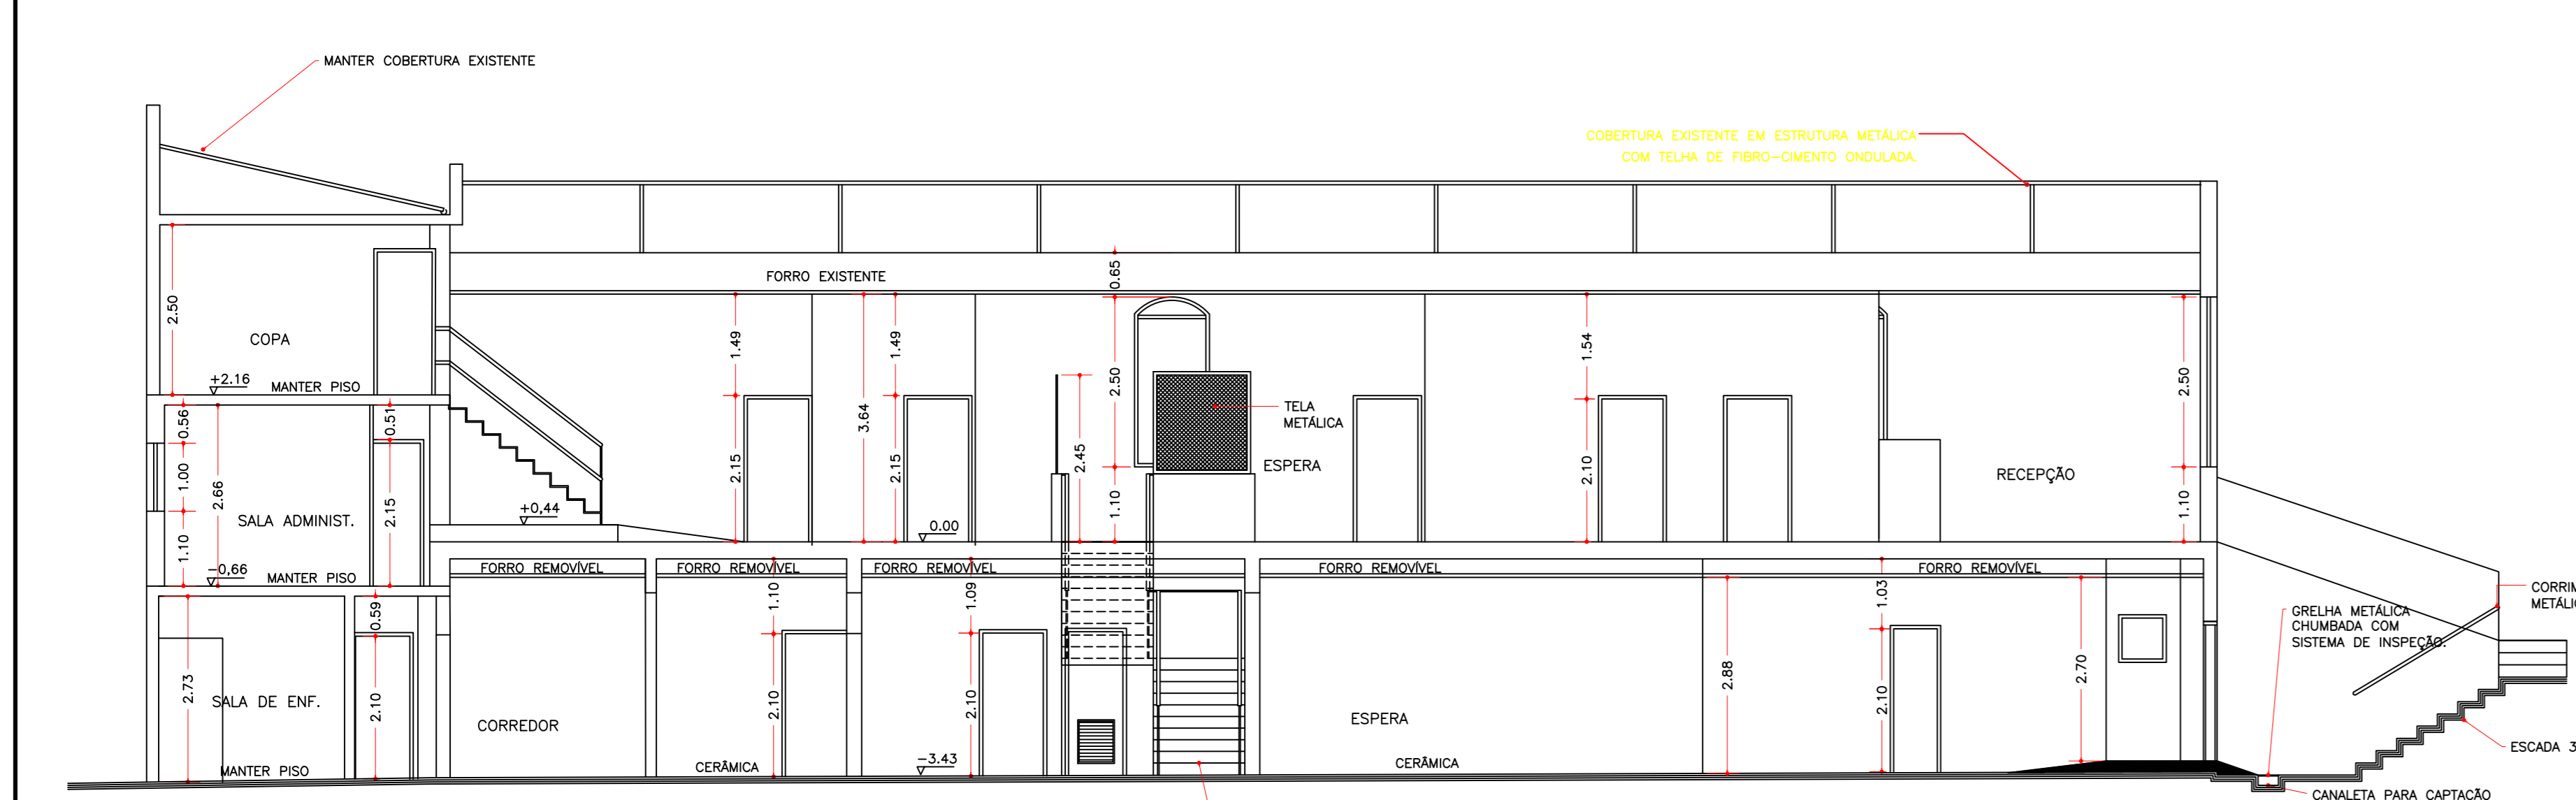 MANTER COBERTURA EXISTENTE
COBERTURA EXISTENTE EM ESTRUTURA METÁLICA
COM TELHA DE FIBRO-CIMENTO ONDULADA.
FORRO EXISTENTE
0.65
2.50
COPA
+2.16
MANTER PISO
1.49
3.64
1.49
2.50
1.54
2.50
TELA
METÁLICA
2.45
ESPERA
RECEPÇÃO
2.15
2.15
1.10
2.10
1.10
0.56
0.51
1.00
2.66
2.15
SALA ADMINIST.
1.10
+0,44
0.00
-0,66
MANTER PISO
FORRO REMOVÍVEL
FORRO REMOVÍVEL
FORRO REMOVÍVEL
FORRO REMOVÍVEL
FORRO REMOVÍVEL
0.59
1.10
1.09
1.03
2.73
2.10
2.10
2.10
2.88
2.10
2.70
SALA DE ENF.
CORREDOR
ESPERA
MANTER PISO
CERÂMICA
-3.43
CERÂMICA
GRELHA METÁLICA
CHUMBADA COM
SISTEMA DE INSPEÇÃO.
CORRIM
METÁLIC
ESCADA 3
CANALETA PARA CAPTAÇÃO